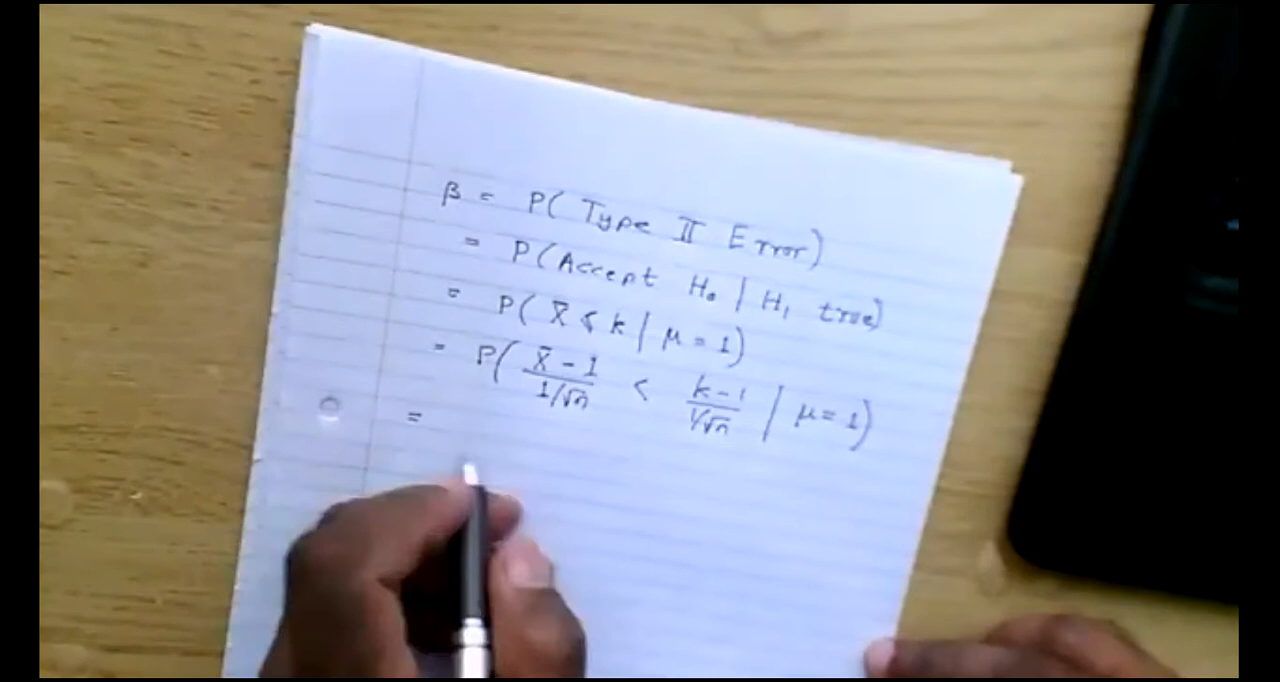 β = P( Type II Error)
= P(Accept H₀ | H₁ true)
= P( X̄ < k | μ = 1)
= P( (X̄ - 1)/(1/√n) < (k-1)/(1/√n) | μ = 1)
=